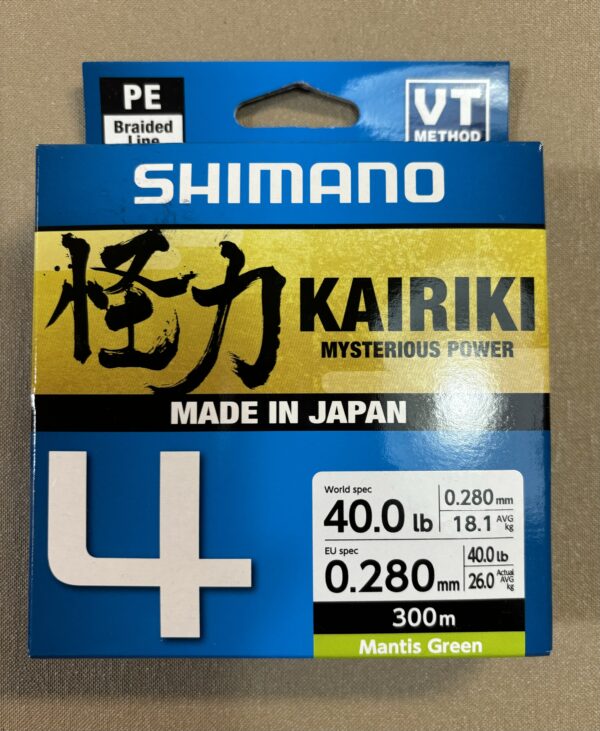 PE
Braided
Line
VT
METHOD
SHIMANO
怪力
KAIRIKI
MYSTERIOUS POWER
MADE IN JAPAN
4
World spec
40.0 lb
0.280 mm
18.1 AVG kg
EU spec
0.280 mm
40.0 lb
26.0 Actual AVG kg
300m
Mantis Green